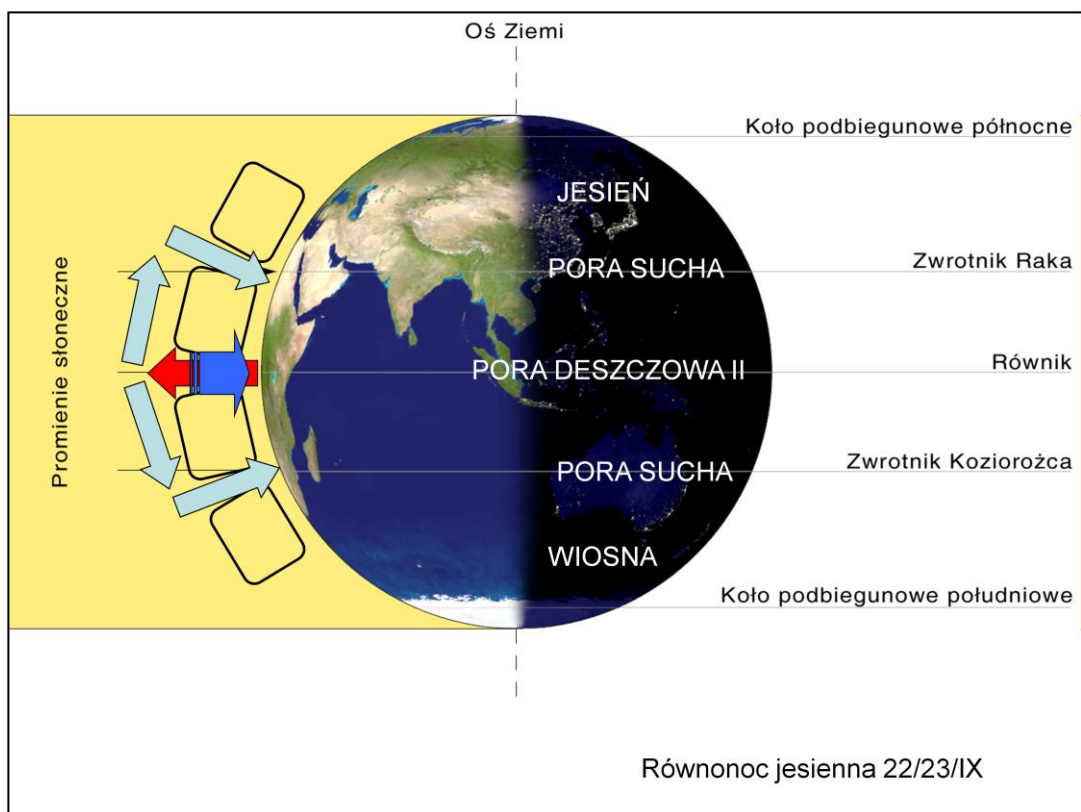 Oś Ziemi
Koło podbiegunowe północne
JESIEŃ
PORA SUCHA
Zwrotnik Raka
Promienie słoneczne
PORA DESZCZOWA II
Równik
PORA SUCHA
Zwrotnik Koziorożca
WIOSNA
Koło podbiegunowe południowe
Równonoc jesienna 22/23/IX